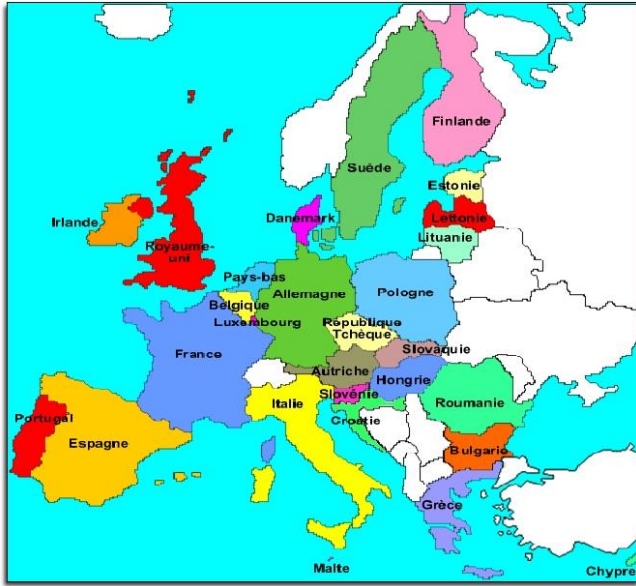 Finlande
Suède
Estonie
Lettonie
Lituanie
Danemark
Irlande
Royaume-
uni
Pays-bas
Allemagne
Pologne
Belgique
Luxembourg
République
Tchèque
Slovaquie
France
Autriche
Hongrie
Slovénie
Italie
Roumanie
Croatie
Portugal
Espagne
Bulgarie
Grèce
Malte
Chypre